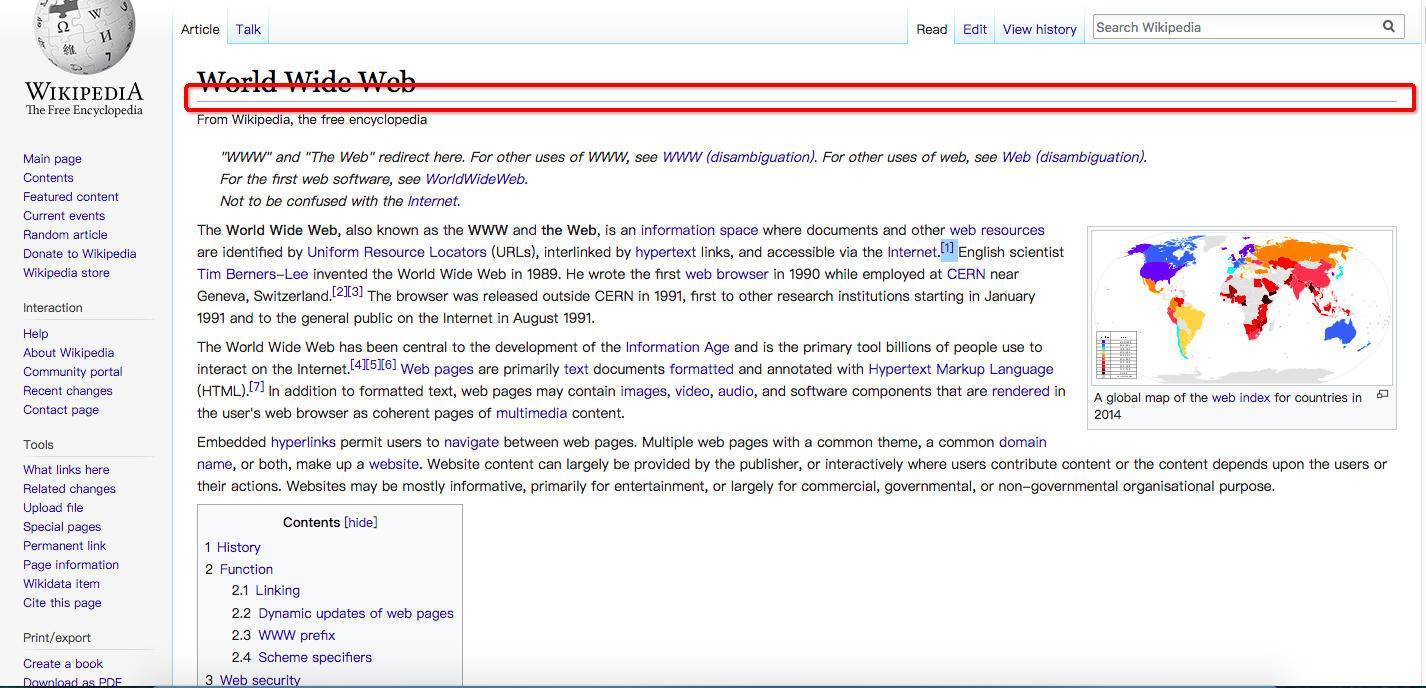 Ω W И 維 7
WIKIPEDIA
The Free Encyclopedia
Main page
Contents
Featured content
Current events
Random article
Donate to Wikipedia
Wikipedia store
Interaction
Help
About Wikipedia
Community portal
Recent changes
Contact page
Tools
What links here
Related changes
Upload file
Special pages
Permanent link
Page information
Wikidata item
Cite this page
Print/export
Create a book
Download as PDF
Article Talk Read Edit View history Search Wikipedia
World Wide Web
From Wikipedia, the free encyclopedia
"WWW" and "The Web" redirect here. For other uses of WWW, see WWW (disambiguation). For other uses of web, see Web (disambiguation).
For the first web software, see WorldWideWeb.
Not to be confused with the Internet.
The World Wide Web, also known as the WWW and the Web, is an information space where documents and other web resources
are identified by Uniform Resource Locators (URLs), interlinked by hypertext links, and accessible via the Internet.[1] English scientist
Tim Berners-Lee invented the World Wide Web in 1989. He wrote the first web browser in 1990 while employed at CERN near
Geneva, Switzerland.[2][3] The browser was released outside CERN in 1991, first to other research institutions starting in January
1991 and to the general public on the Internet in August 1991.
The World Wide Web has been central to the development of the Information Age and is the primary tool billions of people use to
interact on the Internet.[4][5][6] Web pages are primarily text documents formatted and annotated with Hypertext Markup Language
(HTML).[7] In addition to formatted text, web pages may contain images, video, audio, and software components that are rendered in
the user's web browser as coherent pages of multimedia content.
A global map of the web index for countries in
2014
Embedded hyperlinks permit users to navigate between web pages. Multiple web pages with a common theme, a common domain
name, or both, make up a website. Website content can largely be provided by the publisher, or interactively where users contribute content or the content depends upon the users or
their actions. Websites may be mostly informative, primarily for entertainment, or largely for commercial, governmental, or non-governmental organisational purpose.
Contents [hide]
1 History
2 Function
2.1 Linking
2.2 Dynamic updates of web pages
2.3 WWW prefix
2.4 Scheme specifiers
3 Web security